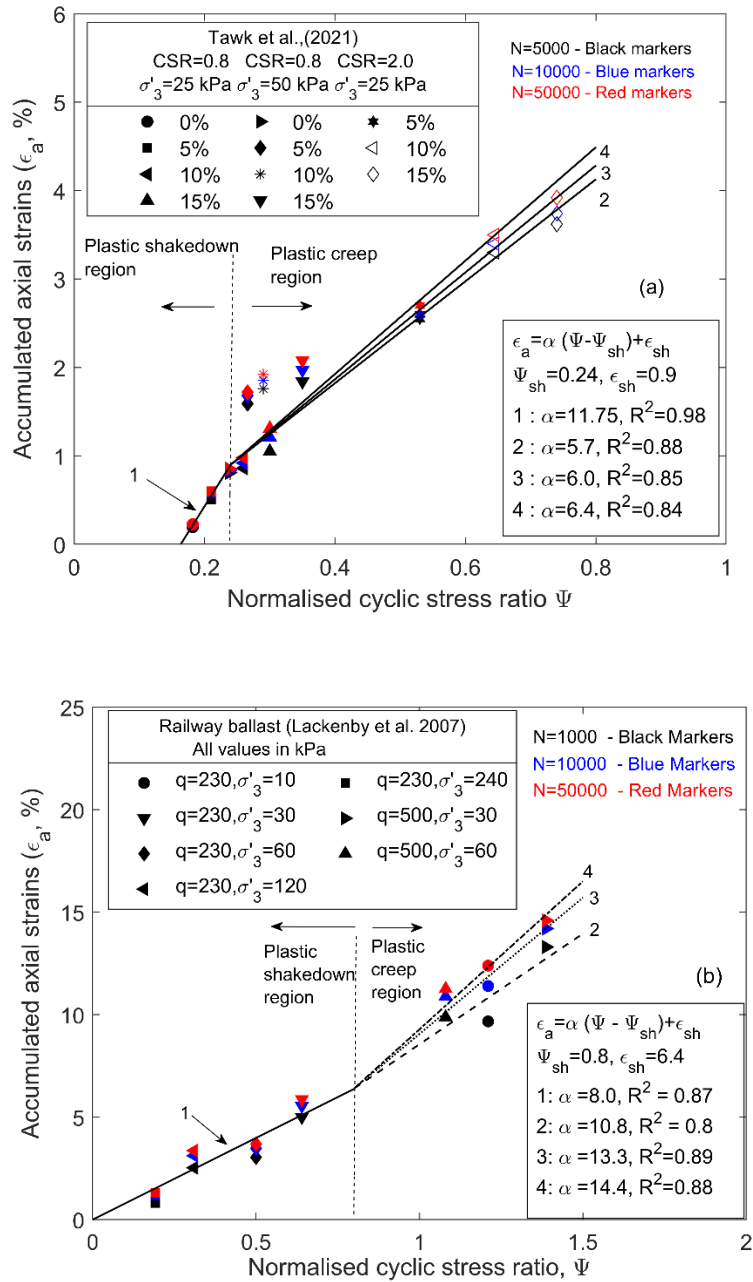 Tawk et al.,(2021)
CSR=0.8 CSR=0.8 CSR=2.0
σ'3=25 kPa σ'3=50 kPa σ'3=25 kPa
0% 0% 5%
5% 5% 10%
10% 10% 15%
15% 15%
N=5000 - Black markers
N=10000 - Blue markers
N=50000 - Red markers
6
5
4
3
2
1
0
Accumulated axial strains (ϵa, %)
Plastic shakedown
region
Plastic creep
region
1
4
3
2
(a)
ϵa=α (Ψ-Ψsh)+ϵsh
Ψsh=0.24, ϵsh=0.9
1 : α=11.75, R²=0.98
2 : α=5.7, R²=0.88
3 : α=6.0, R²=0.85
4 : α=6.4, R²=0.84
0 0.2 0.4 0.6 0.8 1
Normalised cyclic stress ratio Ψ
Railway ballast (Lackenby et al. 2007)
All values in kPa
q=230,σ'3=10 q=230,σ'3=240
q=230,σ'3=30 q=500,σ'3=30
q=230,σ'3=60 q=500,σ'3=60
q=230,σ'3=120
N=1000 - Black Markers
N=10000 - Blue Markers
N=50000 - Red Markers
25
20
15
10
5
0
Accumulated axial strains (ϵa, %)
Plastic
shakedown
region
Plastic
creep
region
1
4
3
2
(b)
ϵa=α (Ψ - Ψsh)+ϵsh
Ψsh=0.8, ϵsh=6.4
1: α =8.0, R² = 0.87
2: α =10.8, R² = 0.8
3: α =13.3, R²=0.89
4: α =14.4, R²=0.88
0 0.5 1 1.5 2
Normalised cyclic stress ratio, Ψ